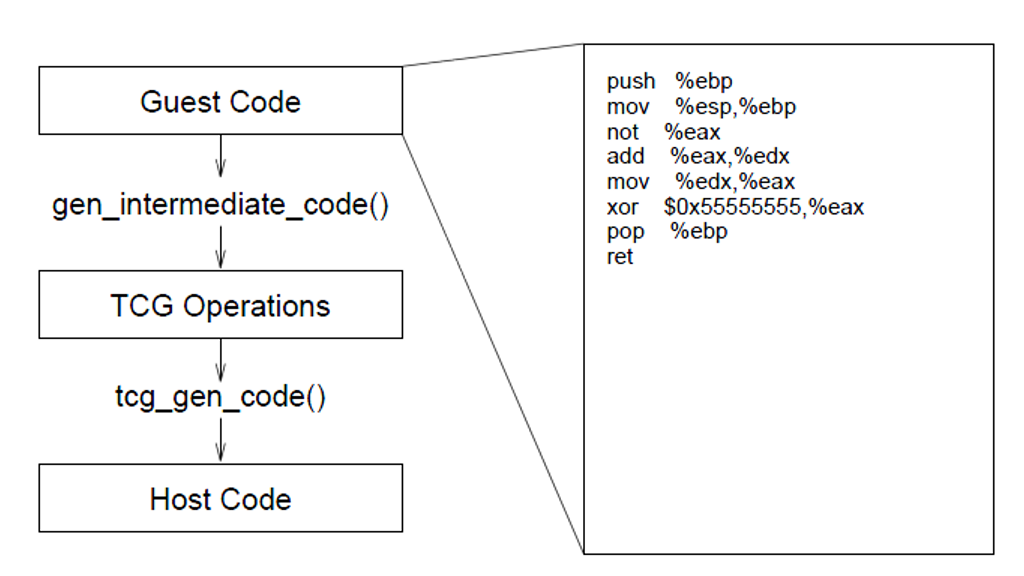 Guest Code
gen_intermediate_code()
TCG Operations
tcg_gen_code()
Host Code
push %ebp
mov %esp,%ebp
not %eax
add %eax,%edx
mov %edx,%eax
xor $0x55555555,%eax
pop %ebp
ret